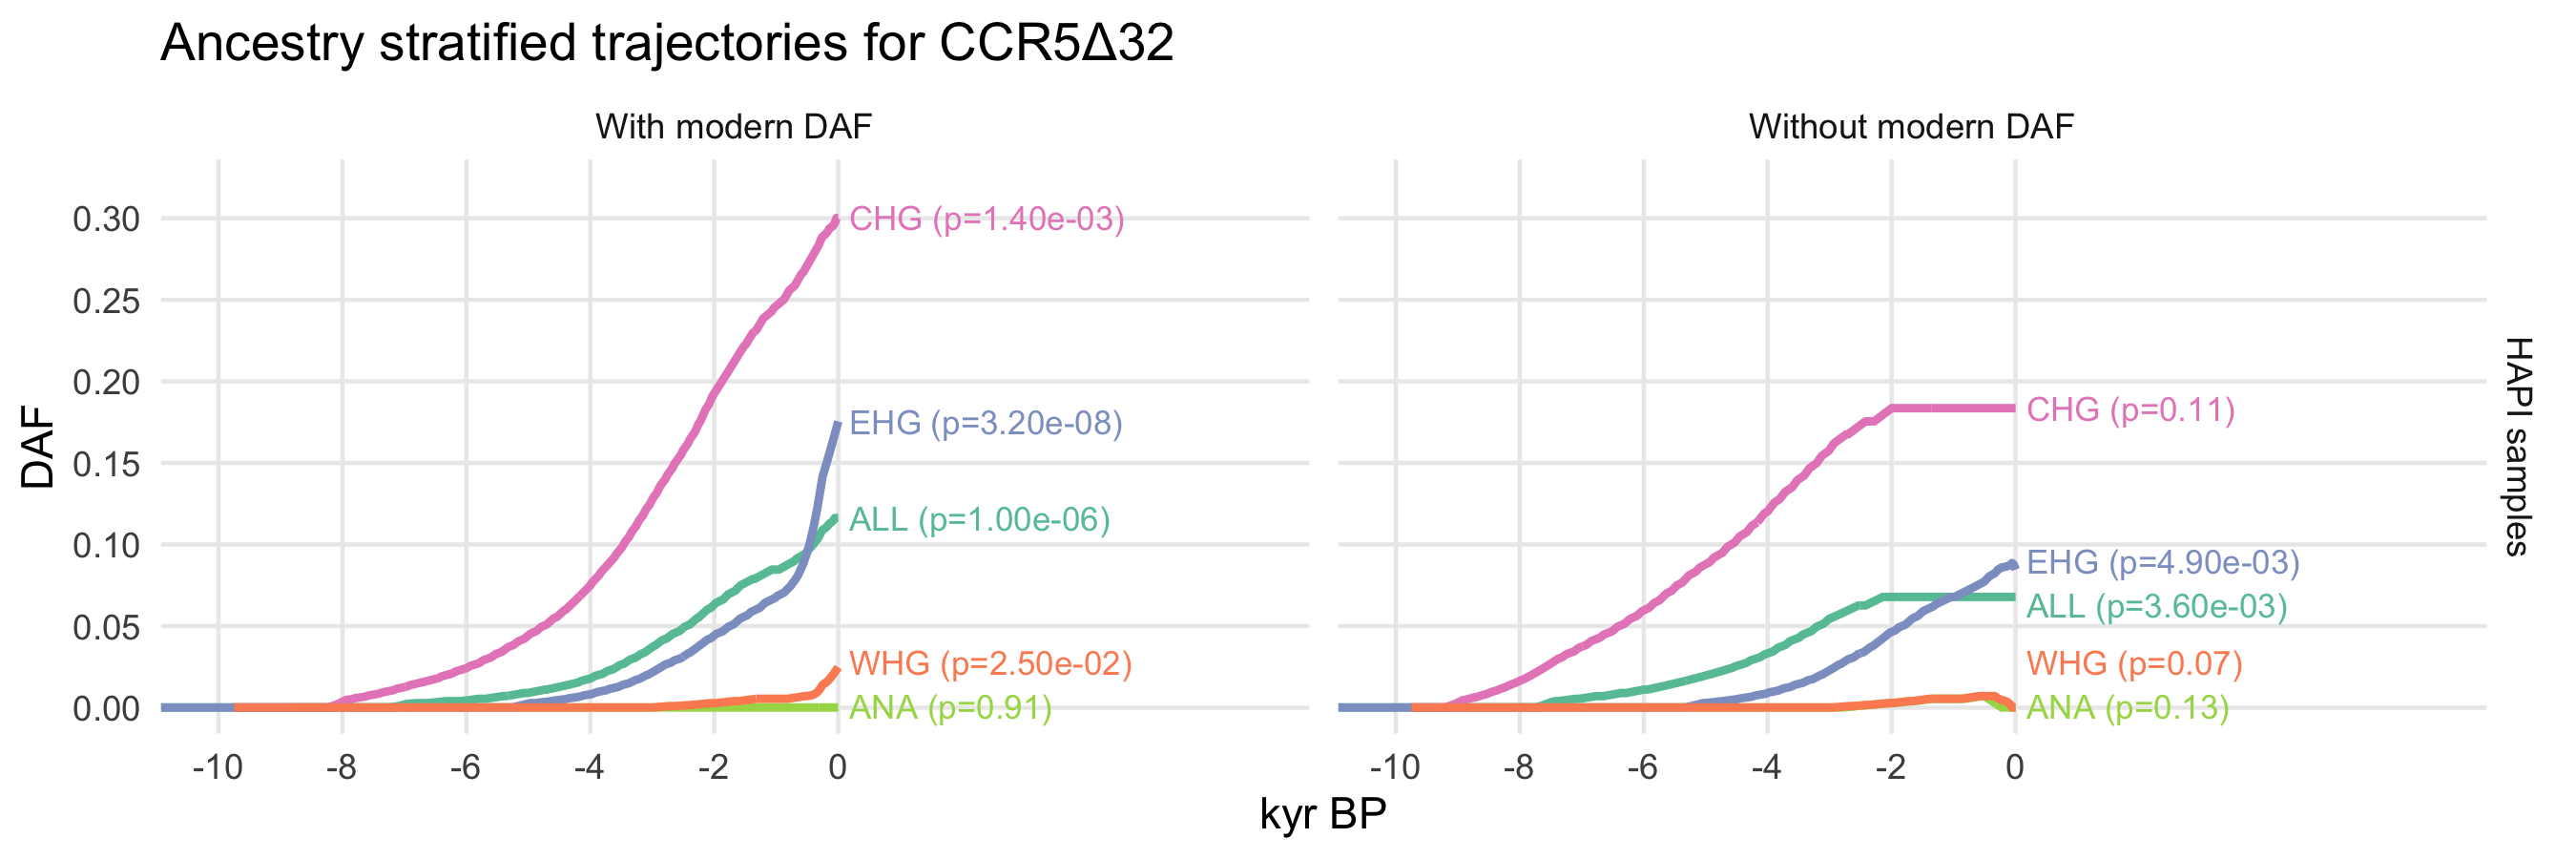 Ancestry stratified trajectories for CCR5Δ32
With modern DAF
Without modern DAF
DAF
0.30
0.25
0.20
0.15
0.10
0.05
0.00
CHG (p=1.40e-03)
EHG (p=3.20e-08)
ALL (p=1.00e-06)
WHG (p=2.50e-02)
ANA (p=0.91)
CHG (p=0.11)
EHG (p=4.90e-03)
ALL (p=3.60e-03)
WHG (p=0.07)
ANA (p=0.13)
HAPI samples
-10 -8 -6 -4 -2 0
-10 -8 -6 -4 -2 0
kyr BP